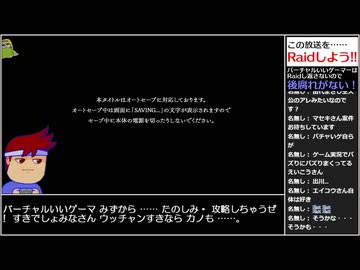 この放送を……
Raidしよう!!
バーチャルいいゲーマーは
Raidし返さないので
後腐れがない!
公のアレみたいなので
す？
名無し： マセキさん案件
お待ちしています
名無し： パチャいゲ自ら
が
名無し： ゲーム実況でバ
ズりにバズりまくってる
えいこうさん
名無し： 出川…
名無し： エイコウさん自
体は好き
名無し：
名無し： そうかな・・・
そうかも・・・
本タイトルはオートセーブに対応しております。
オートセーブ中は画面に「SAVING...」の文字が表示されますので
セーブ中に本体の電源を切ったりしないでください。
バーチャルいいゲーマ みずから …… たのしみ・ 攻略しちゃうぜ
! すきでしょみなさん ウッチャンすきなら カノも ……。